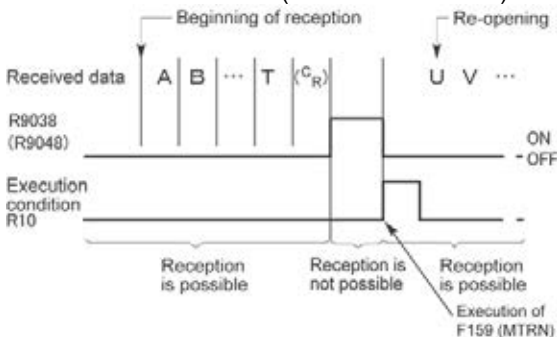 Beginning of reception
Re-opening
Received data A B ... T (CR) U V ...
R9038
(R9048)
ON
OFF
Execution
condition
R10
Reception
is possible
Reception is
not possible
Reception
is possible
Execution of
F159 (MTRN)